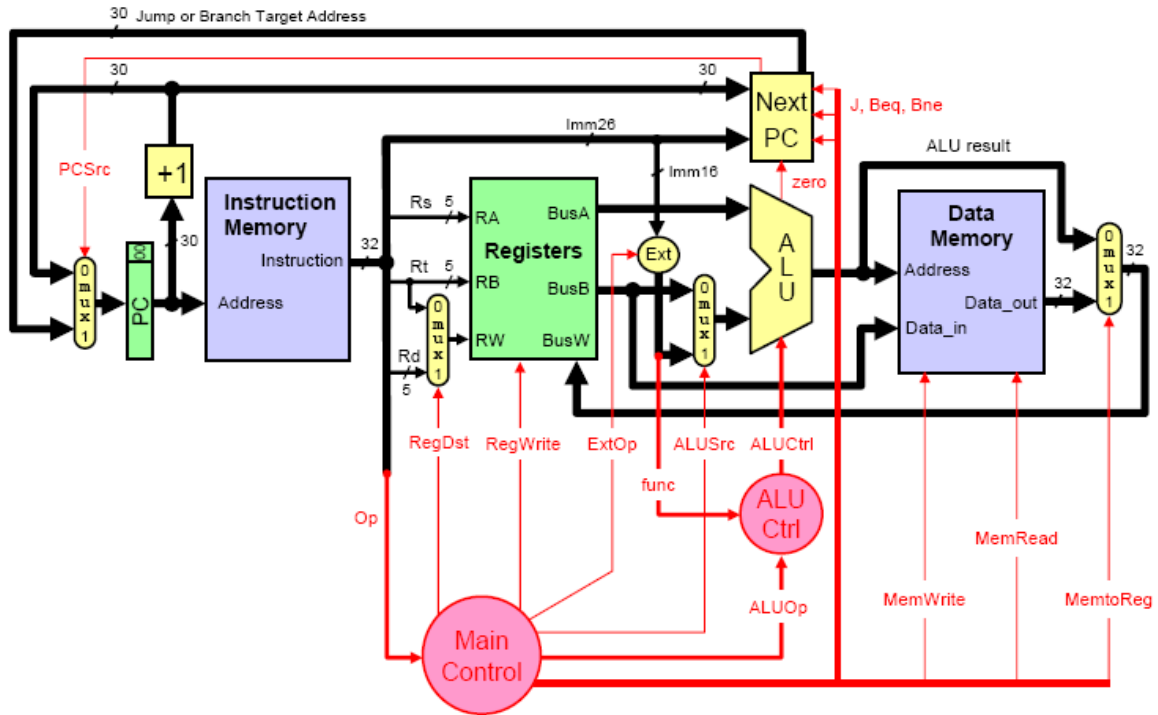 30 Jump or Branch Target Address
30
30
Next
PC
J, Beq, Bne
Imm26
ALU result
PCSrc
+1
Imm16
zero
Instruction
Memory
Rs 5
RA
BusA
Data
Memory
30
32
Instruction
Registers
Ext
A
L
U
0
m
u
x
1
32
00
PC
Rt 5
RB
BusB
Address
0
m
u
x
1
Address
0
m
u
x
1
0
m
u
x
1
Data_out
32
RW
BusW
Data_in
Rd
5
RegDst
RegWrite
ExtOp
ALUSrc
ALUCtrl
func
ALU
Ctrl
Op
MemRead
ALUOp
MemWrite
MemtoReg
Main
Control